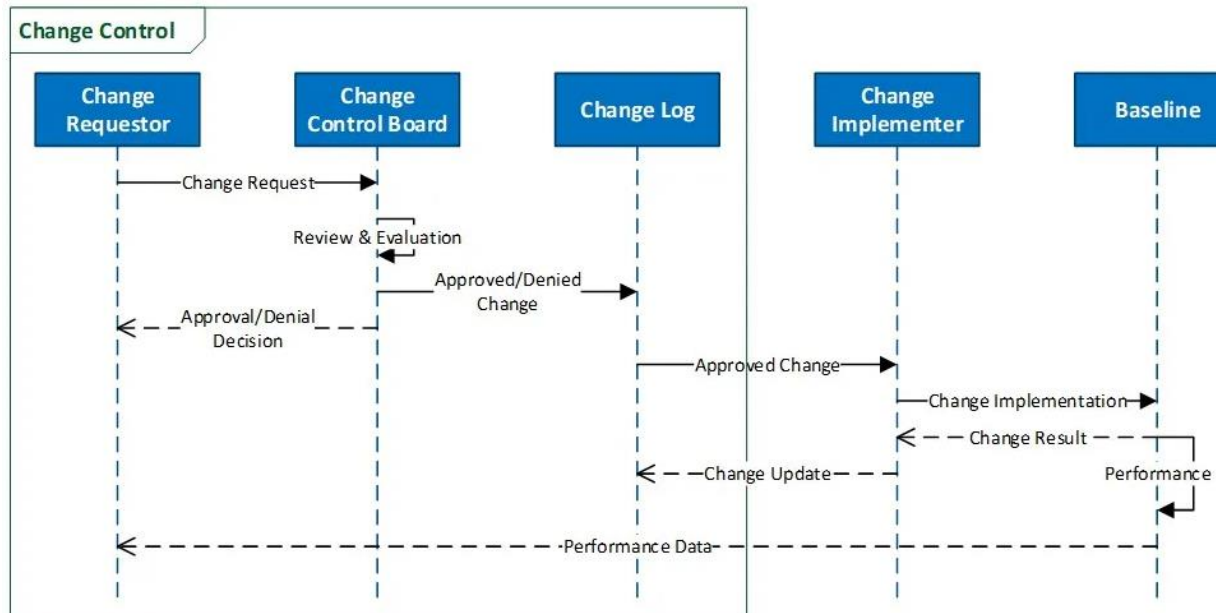 Change Control
Change
Requestor
Change
Control Board
Change Log
Change
Implementer
Baseline
Change Request
Review & Evaluation
Approved/Denied
Change
Approval/Denial
Decision
Approved Change
Change Implementation
Change Result
Change Update
Performance
Performance Data